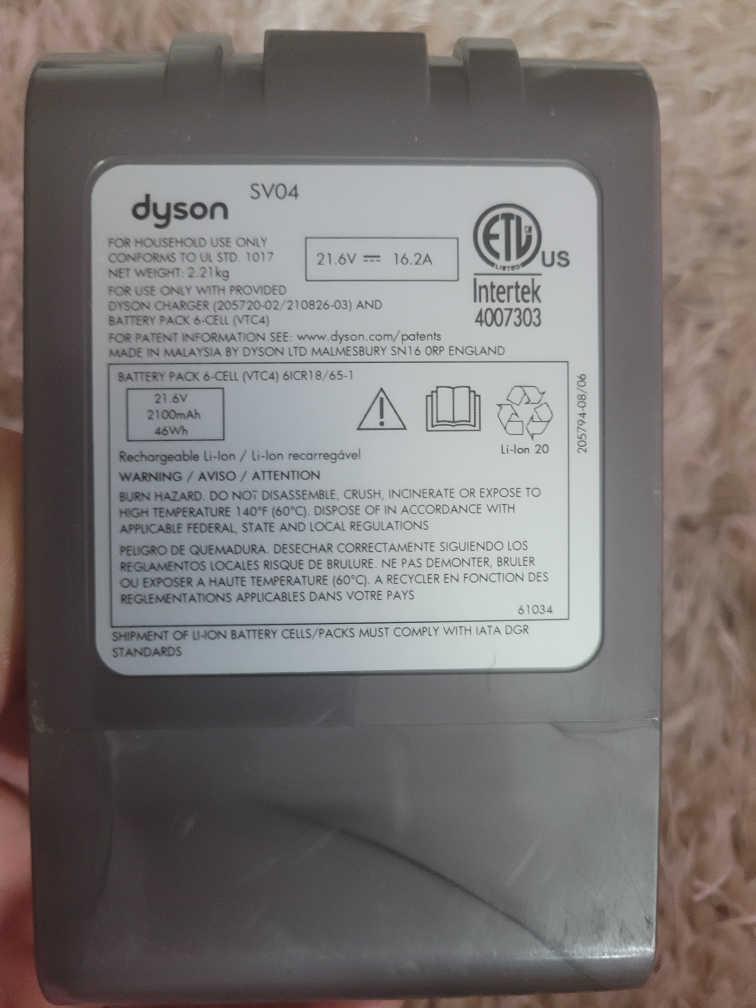 dyson SV04
FOR HOUSEHOLD USE ONLY
CONFORMS TO UL STD. 1017
NET WEIGHT: 2.21kg
21.6V ⎓ 16.2A
FOR USE ONLY WITH PROVIDED
DYSON CHARGER (205720-02/210826-03) AND
BATTERY PACK 6-CELL (VTC4)
ETL
LISTED
US
Intertek
4007303
FOR PATENT INFORMATION SEE: www.dyson.com/patents
MADE IN MALAYSIA BY DYSON LTD MALMESBURY SN16 0RP ENGLAND
BATTERY PACK 6-CELL (VTC4) 6ICR18/65-1
21.6V
2100mAh
46Wh
Li-Ion 20
205794-08/06
Rechargeable Li-Ion / Li-Ion recarregável
WARNING / AVISO / ATTENTION
BURN HAZARD. DO NOT DISASSEMBLE, CRUSH, INCINERATE OR EXPOSE TO
HIGH TEMPERATURE 140°F (60°C). DISPOSE OF IN ACCORDANCE WITH
APPLICABLE FEDERAL, STATE AND LOCAL REGULATIONS
PELIGRO DE QUEMADURA. DESECHAR CORRECTAMENTE SIGUIENDO LOS
REGLAMENTOS LOCALES RISQUE DE BRULURE. NE PAS DEMONTER, BRULER
OU EXPOSER A HAUTE TEMPERATURE (60°C). A RECYCLER EN FONCTION DES
REGLEMENTATIONS APPLICABLES DANS VOTRE PAYS
61034
SHIPMENT OF LI-ION BATTERY CELLS/PACKS MUST COMPLY WITH IATA DGR
STANDARDS